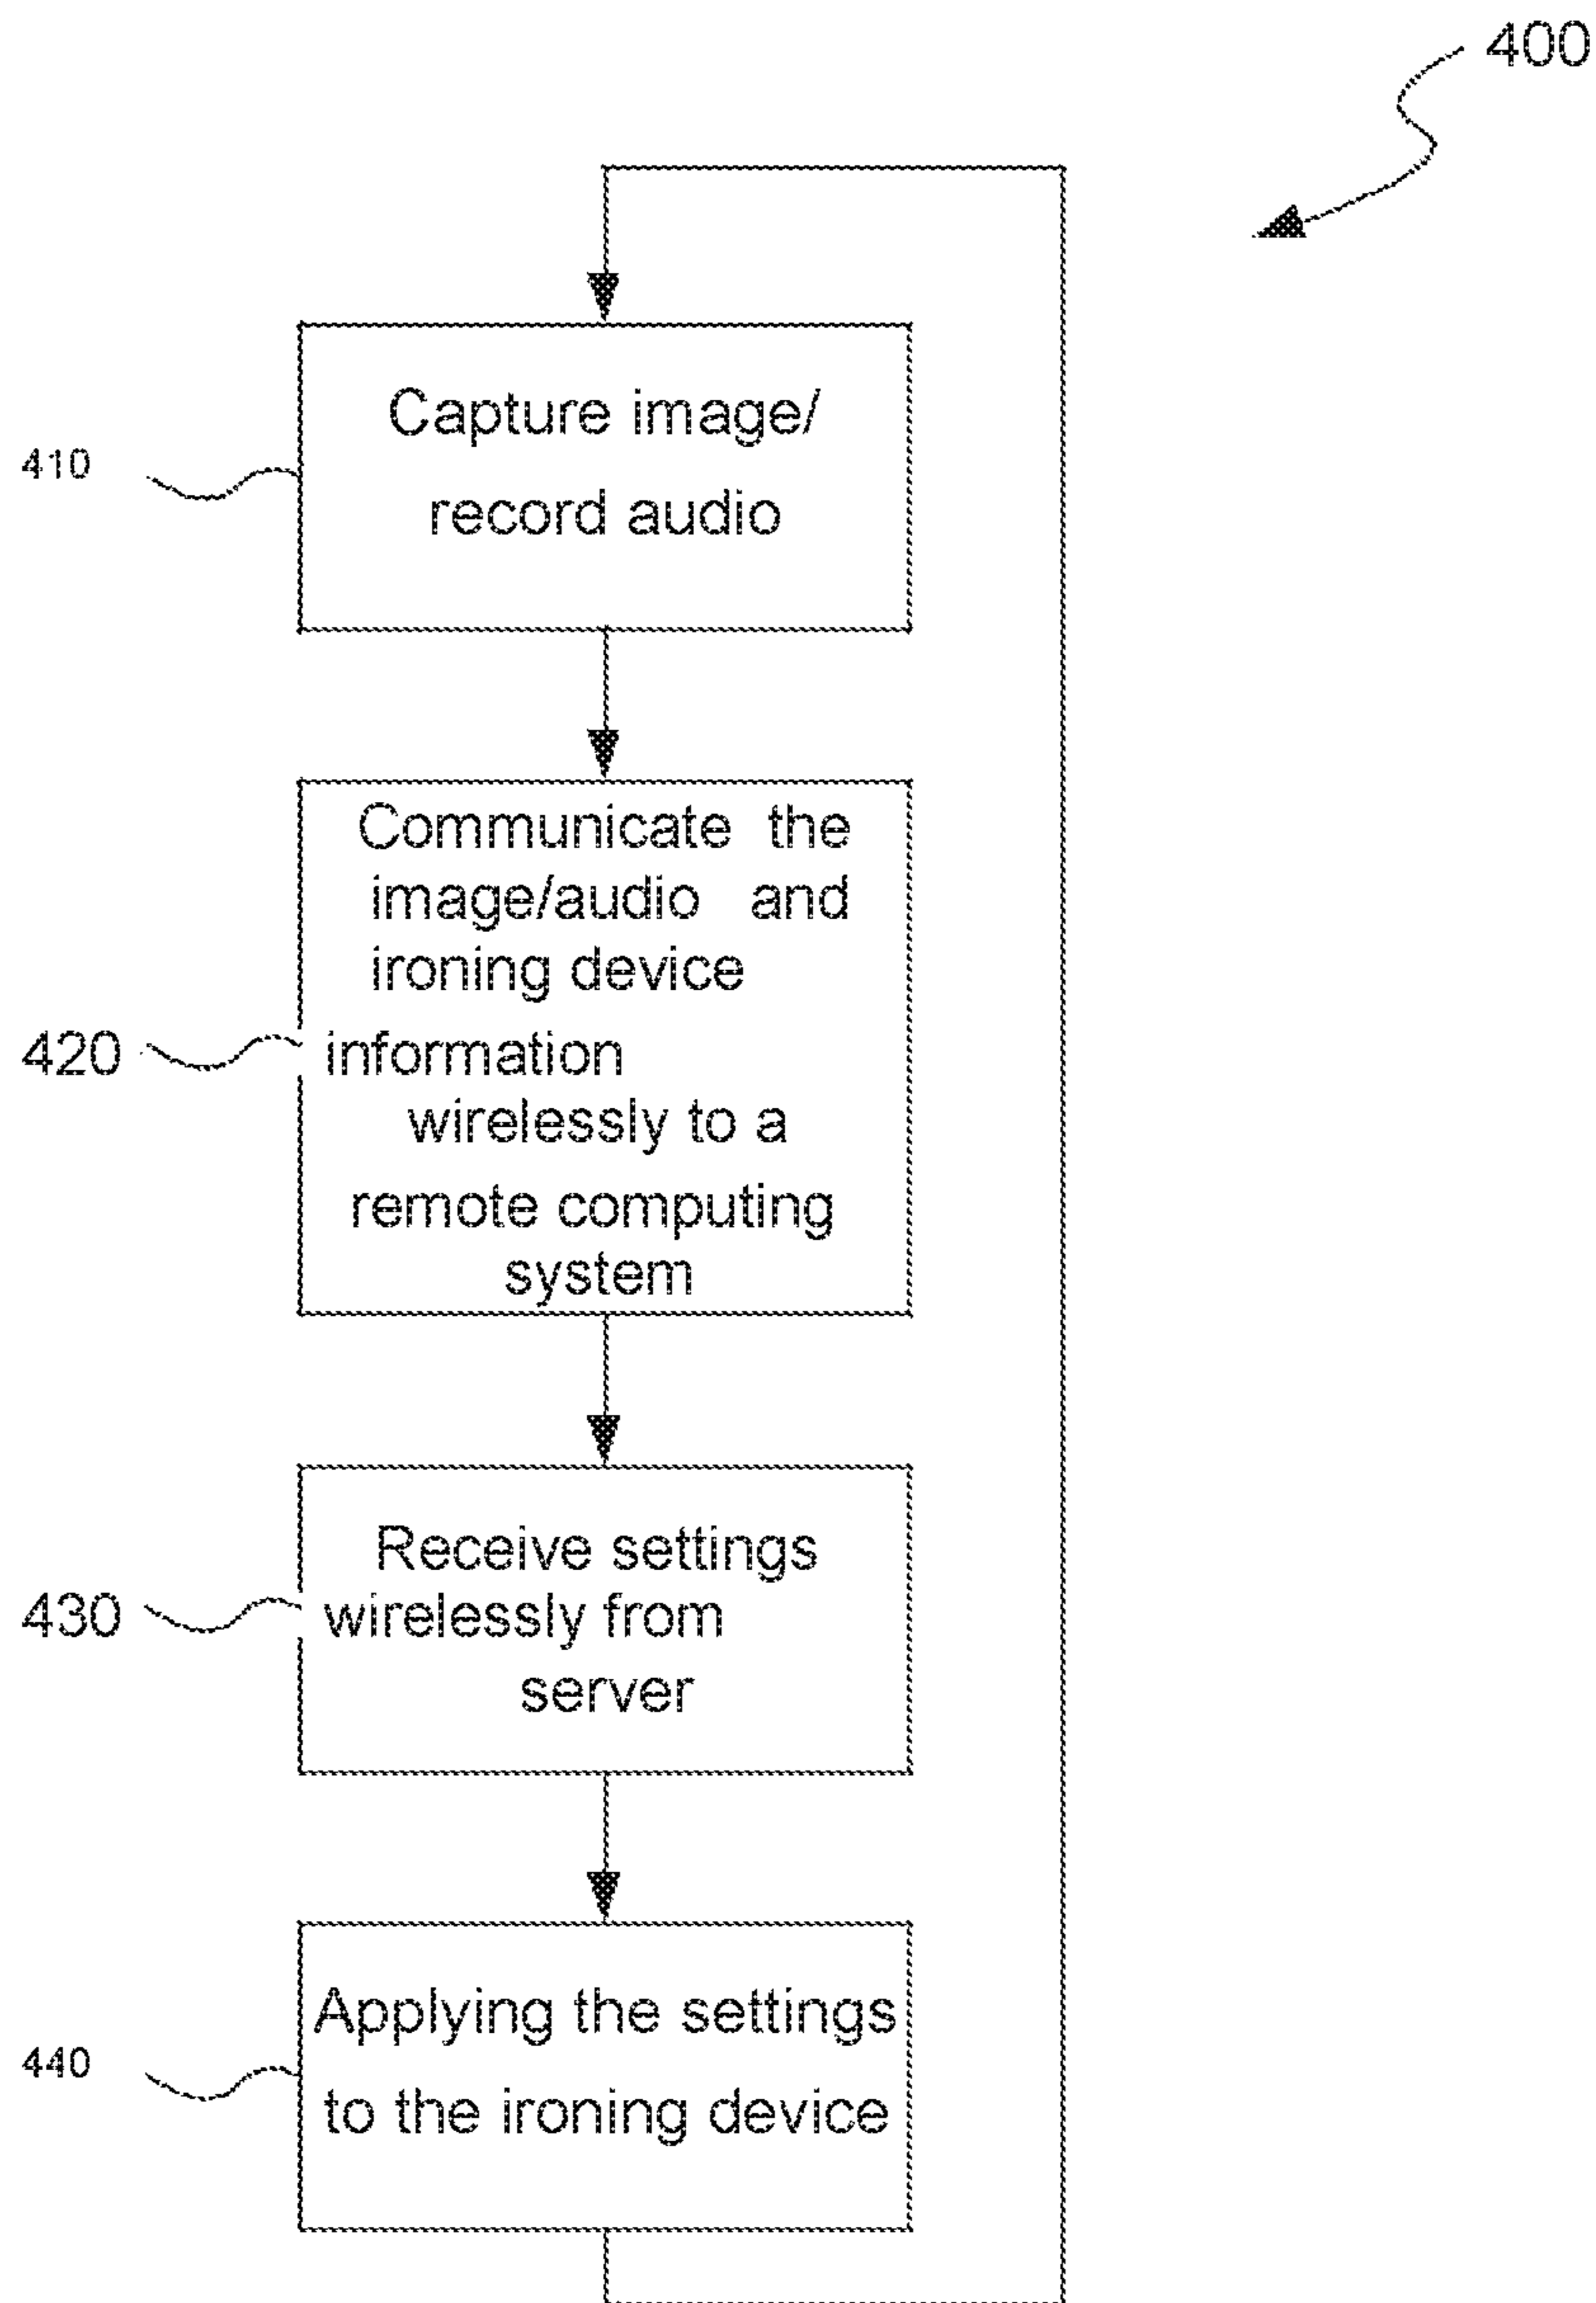 400
410
Capture image/
record audio
420
Communicate the
image/audio and
ironing device
information
wirelessly to a
remote computing
system
430
Receive settings
wirelessly from
server
440
Applying the settings
to the ironing device